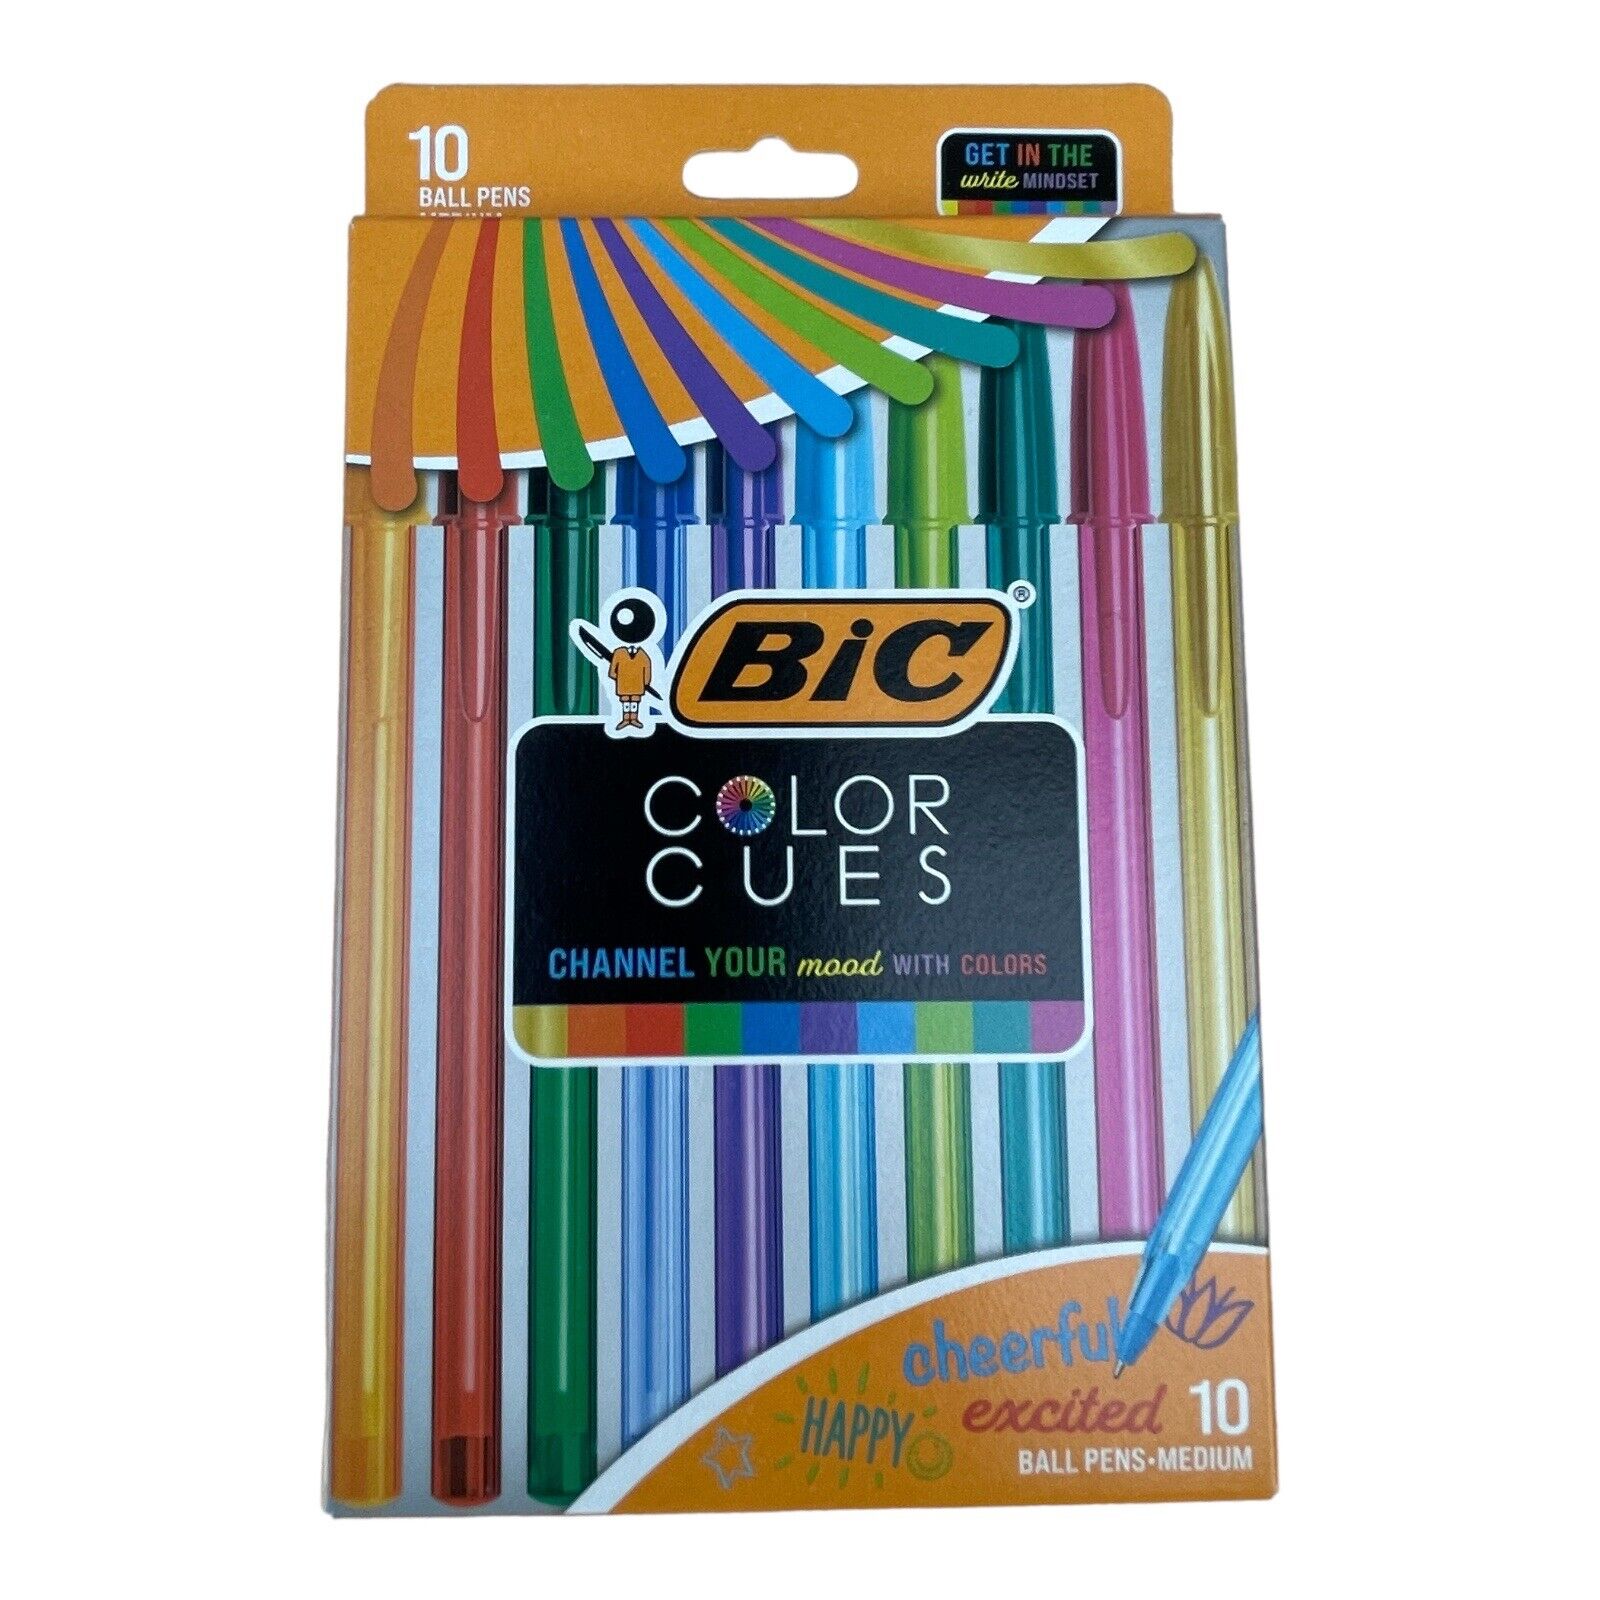 10
BALL PENS
GET IN THE
write MINDSET
BiC®
COLOR
CUES
CHANNEL YOUR mood WITH COLORS
cheerful
excited
HAPPY
10
BALL PENS•MEDIUM